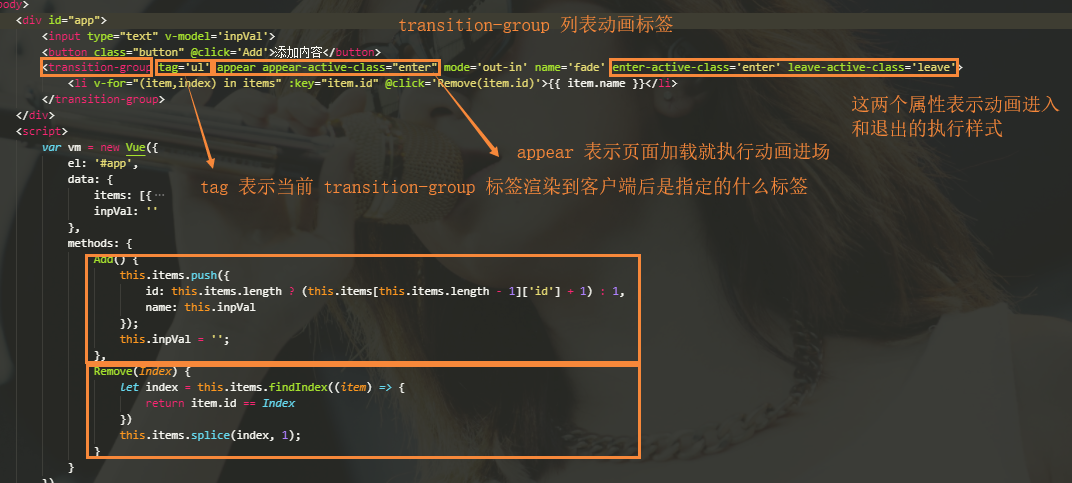 body>
<div id="app">
transition-group 列表动画标签
<input type="text" v-model='inpVal'>
<button class="button" @click='Add'>添加内容</button>
<transition-group tag='ul' appear appear-active-class="enter" mode='out-in' name='fade' enter-active-class='enter' leave-active-class='leave'>
<li v-for="(item,index) in items" :key="item.id" @click='Remove(item.id)'>{{ item.name }}</li>
</transition-group>
这两个属性表示动画进入
和退出的执行样式
</div>
<script>
var vm = new Vue({
appear 表示页面加载就执行动画进场
el: '#app',
data: {
tag 表示当前 transition-group 标签渲染到客户端后是指定的什么标签
items: [{···
inpVal: ''
},
methods: {
Add() {
this.items.push({
id: this.items.length ? (this.items[this.items.length - 1]['id'] + 1) : 1,
name: this.inpVal
});
this.inpVal = '';
},
Remove(Index) {
let index = this.items.findIndex((item) => {
return item.id == Index
})
this.items.splice(index, 1);
}
}
})